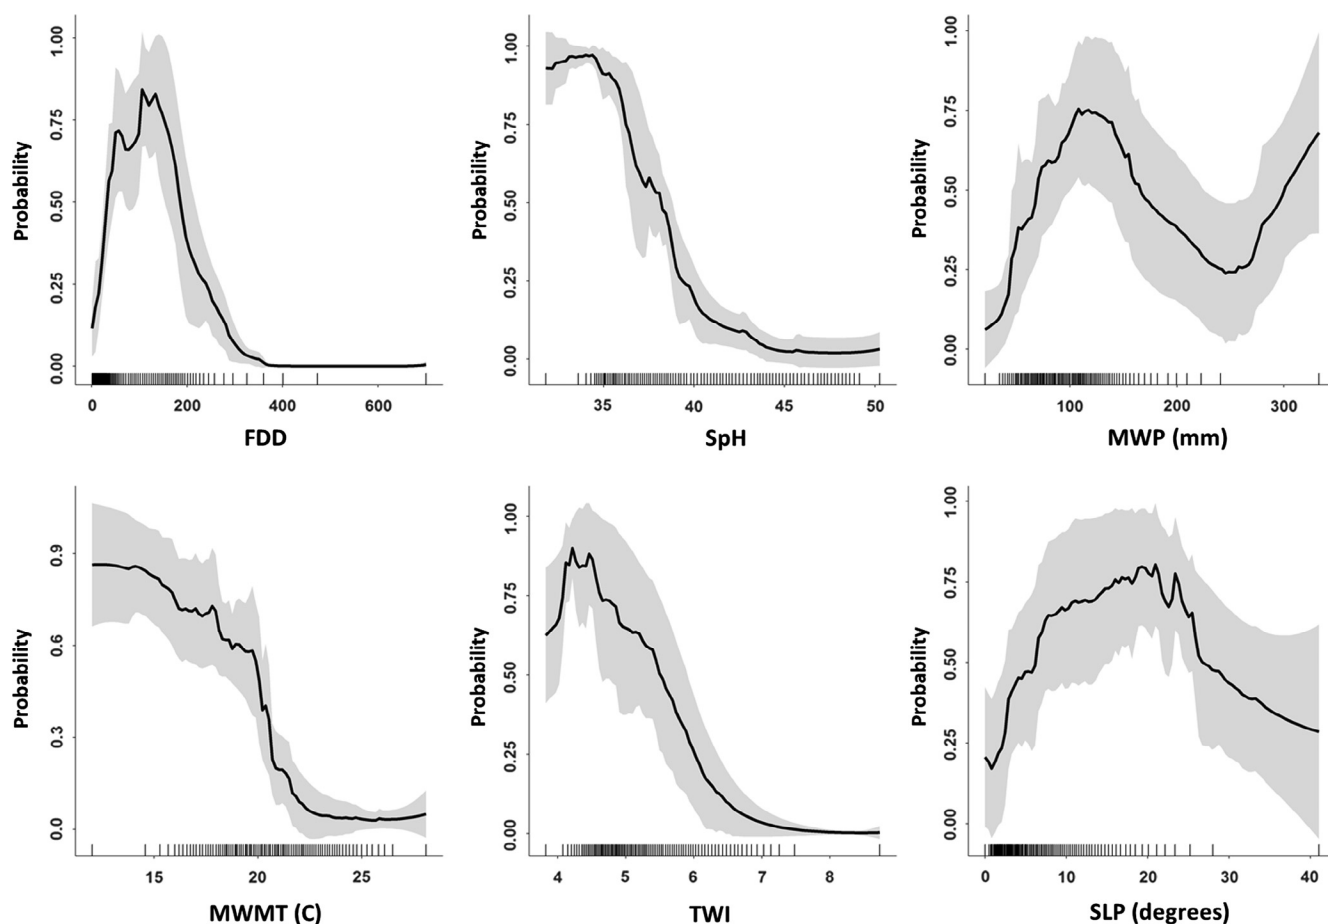 Probability
0.00 0.25 0.50 0.75 1.00
0 200 400 600
FDD
Probability
0.00 0.25 0.50 0.75 1.00
35 40 45 50
SpH
Probability
0.00 0.25 0.50 0.75 1.00
100 200 300
MWP (mm)
Probability
0.0 0.3 0.6 0.9
15 20 25
MWMT (C)
Probability
0.00 0.25 0.50 0.75 1.00
4 5 6 7 8
TWI
Probability
0.00 0.25 0.50 0.75 1.00
0 10 20 30 40
SLP (degrees)